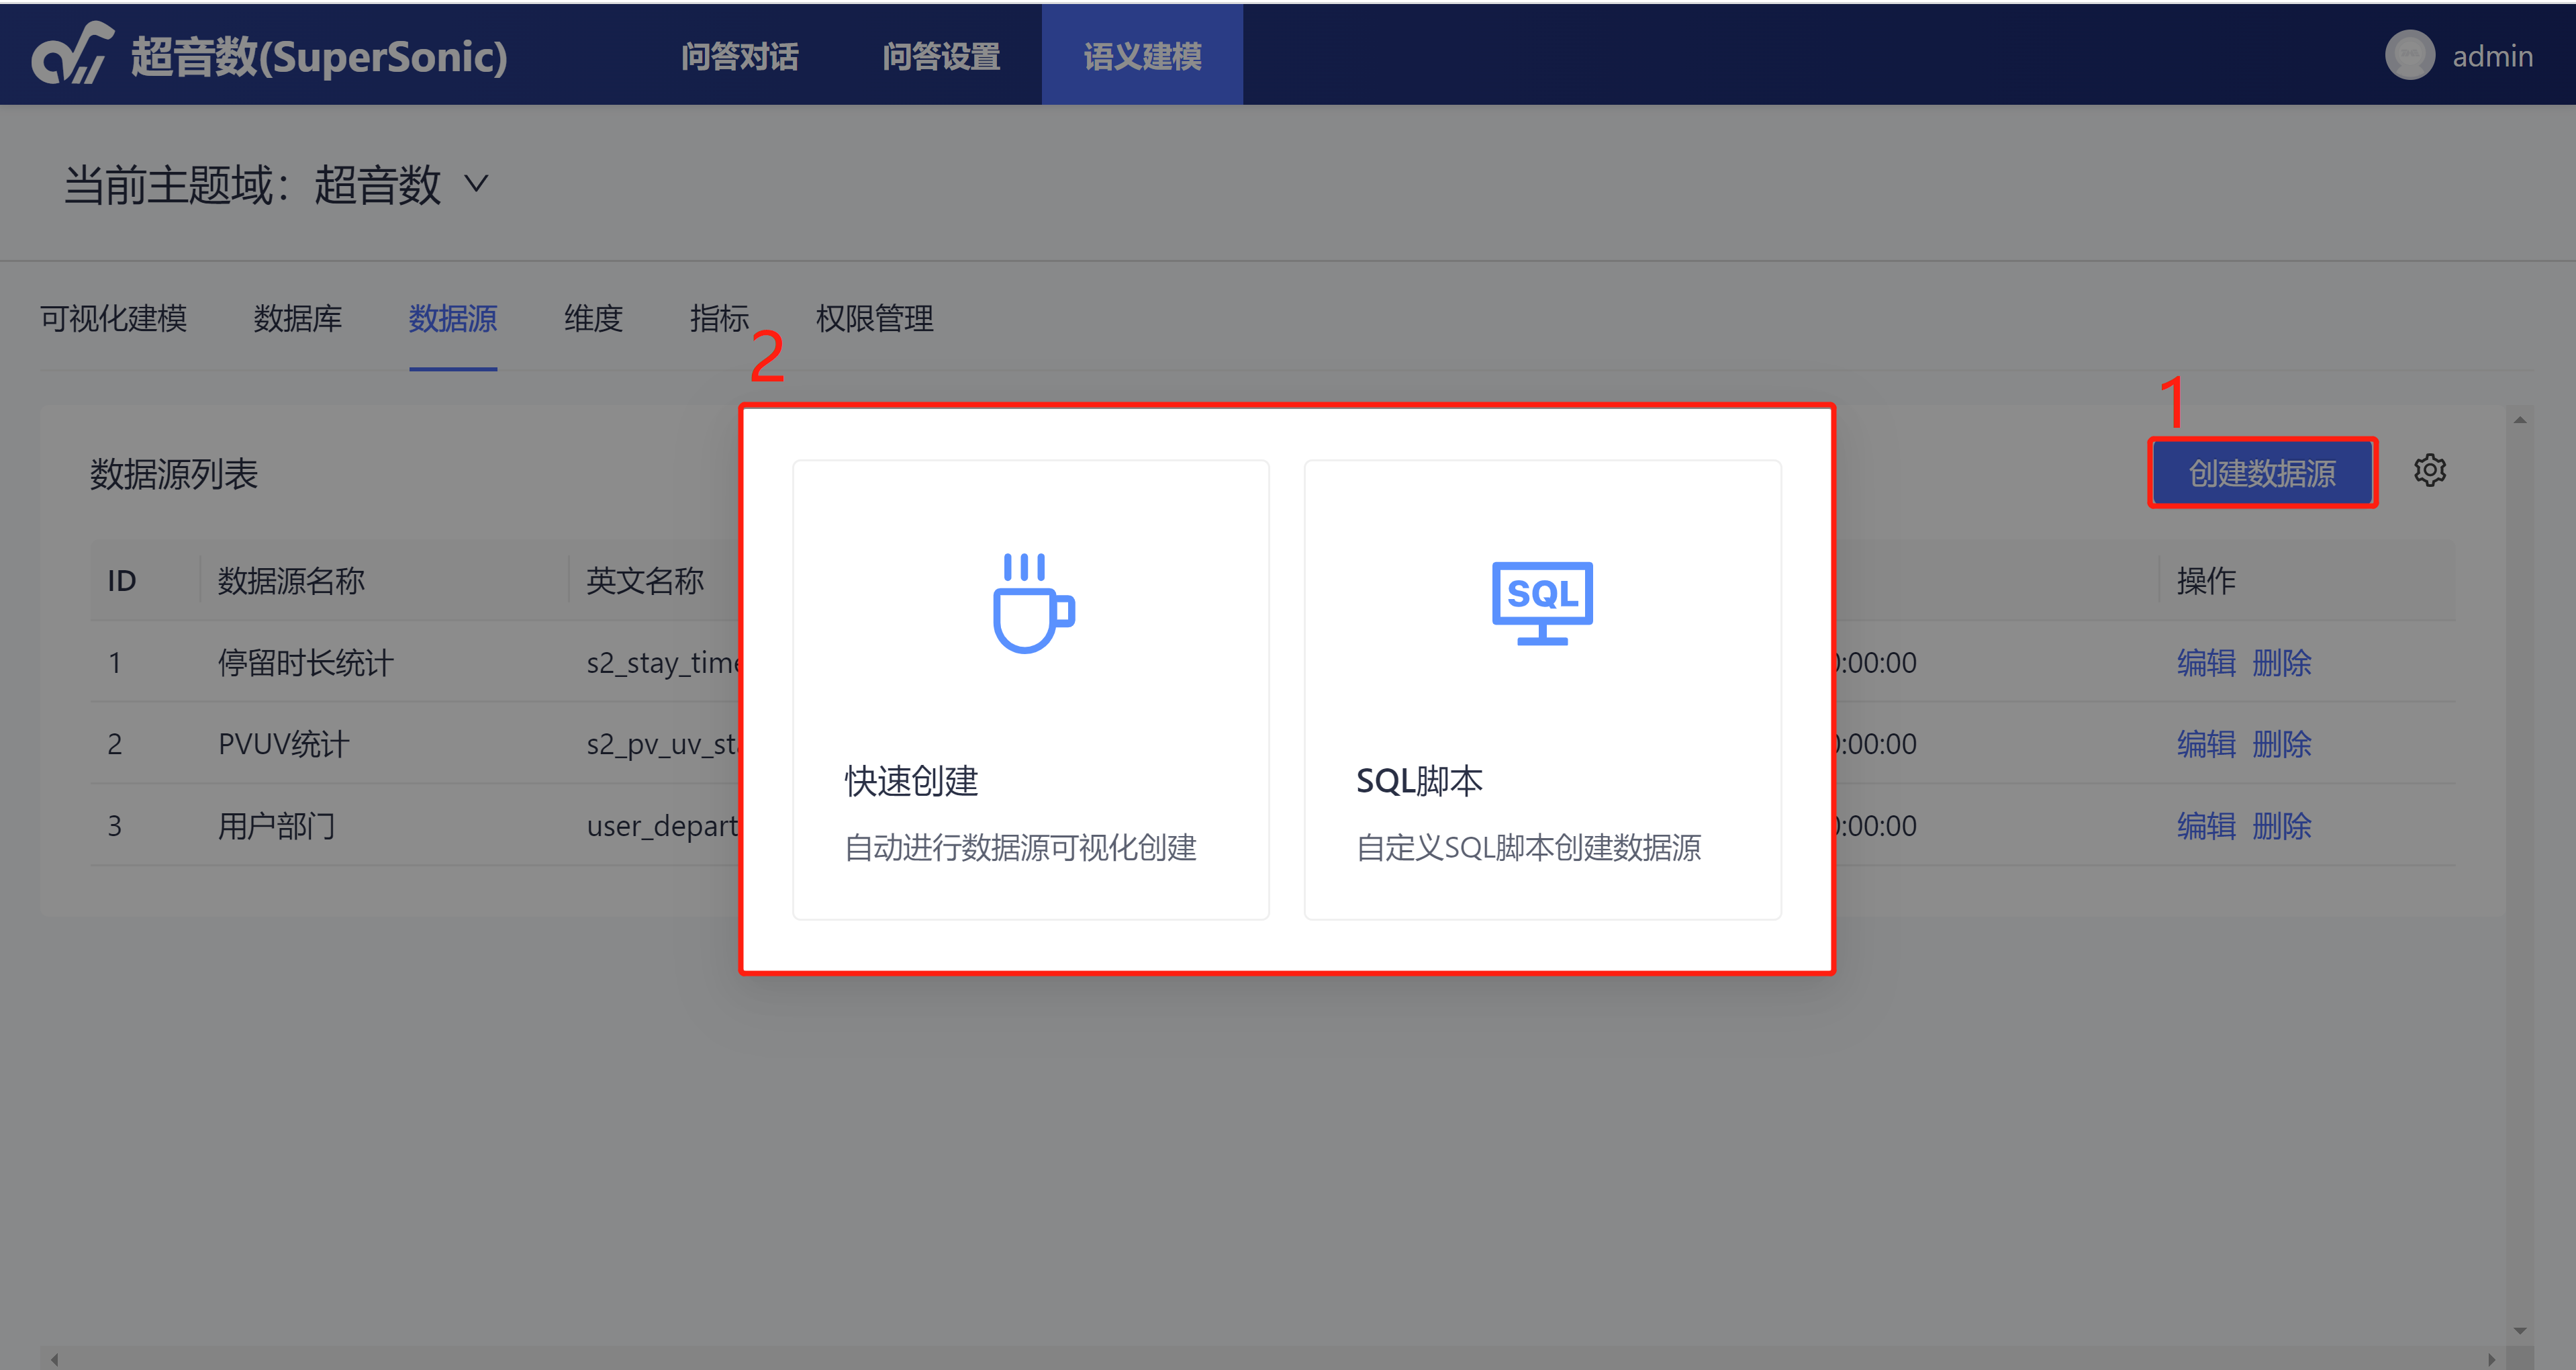 超音数(SuperSonic) 问答对话 问答设置 语义建模 admin
当前主题域：超音数
可视化建模 数据库 数据源 维度 指标 权限管理
2
1
数据源列表 创建数据源
ID 数据源名称 英文名称 操作
1 停留时长统计 s2_stay_time :00:00 编辑 删除
2 PVUV统计 s2_pv_uv_st :00:00 编辑 删除
3 用户部门 user_depart :00:00 编辑 删除
SQL
快速创建 SQL脚本
自动进行数据源可视化创建 自定义SQL脚本创建数据源